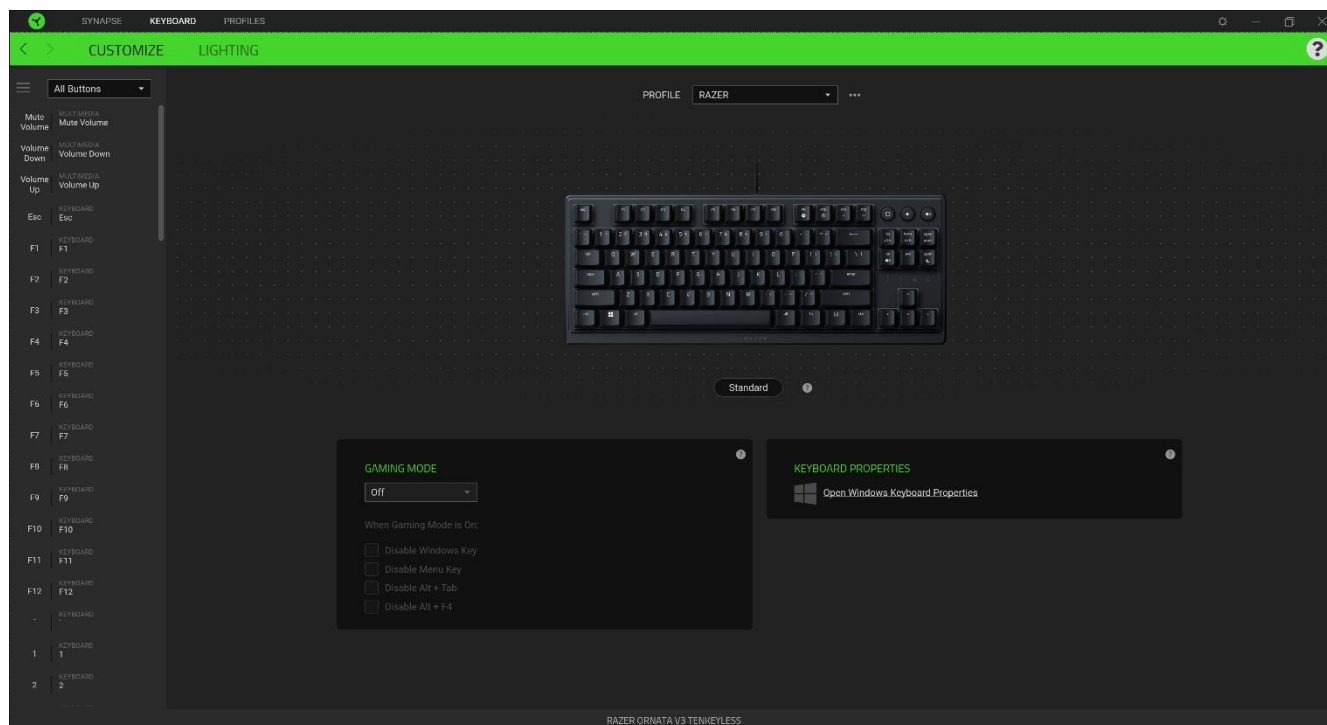 SYNAPSE KEYBOARD PROFILES
CUSTOMIZE LIGHTING
All Buttons
PROFILE RAZER
Mute Volume
MULTIMEDIA
Mute Volume
Volume Down
MULTIMEDIA
Volume Down
Volume Up
MULTIMEDIA
Volume Up
Esc
KEYBOARD
Esc
F1
KEYBOARD
F1
F2
KEYBOARD
F2
F3
KEYBOARD
F3
F4
KEYBOARD
F4
F5
KEYBOARD
F5
F6
KEYBOARD
F6
F7
KEYBOARD
F7
F8
KEYBOARD
F8
F9
KEYBOARD
F9
F10
KEYBOARD
F10
F11
KEYBOARD
F11
F12
KEYBOARD
F12
KEYBOARD
1
KEYBOARD
1
2
KEYBOARD
2
Standard
GAMING MODE
Off
When Gaming Mode is On:
Disable Windows Key
Disable Menu Key
Disable Alt + Tab
Disable Alt + F4
KEYBOARD PROPERTIES
Open Windows Keyboard Properties
RAZER ORNATA V3 TENKEYLESS